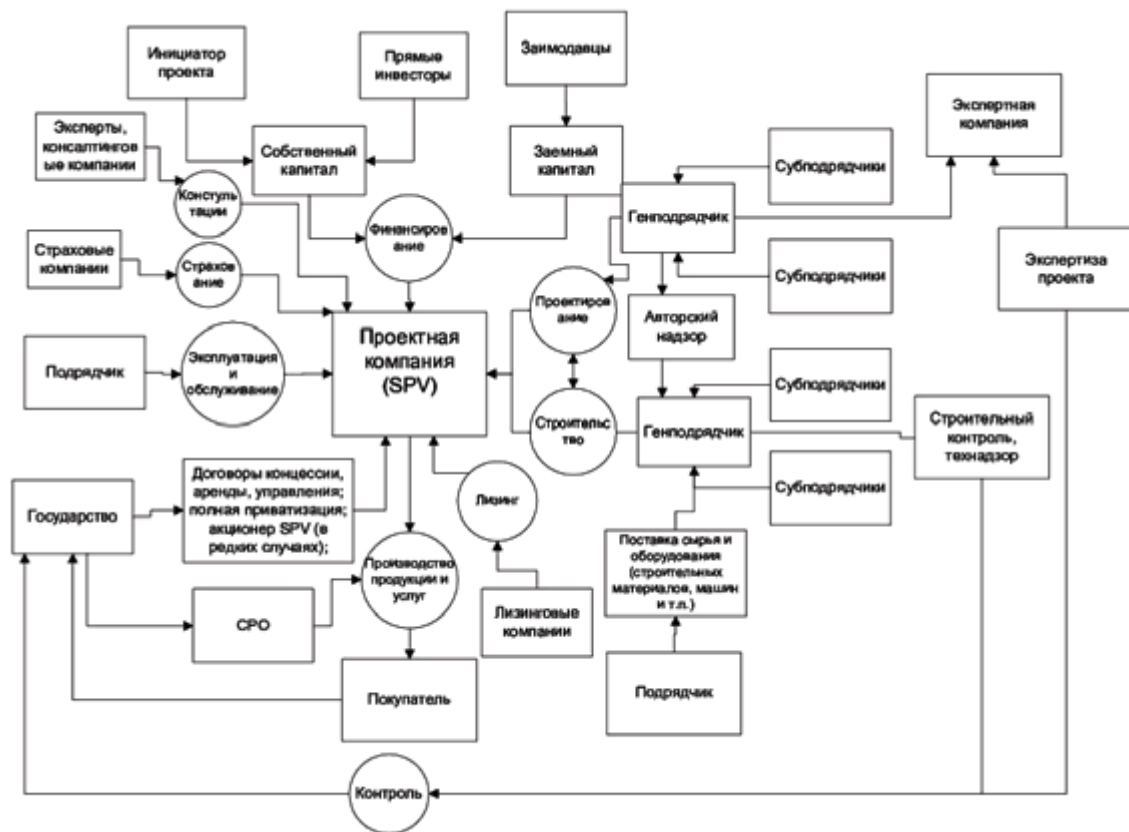 Инициатор
проекта
Прямые
инвесторы
Заимодавцы
Экспертная
компания
Эксперты,
консалтингов
ые компании
Собственный
капитал
Заемный
капитал
Субподрядчики
Констуль
тации
Финансиров
ание
Генподрядчик
Страховые
компании
Страхов
ание
Субподрядчики
Экспертиза
проекта
Проектиров
ание
Авторский
надзор
Проектная
компания
(SPV)
Подрядчик
Эксплуатация
и
обслуживание
Субподрядчики
Строительс
тво
Генподрядчик
Строительный
контроль,
технадзор
Договоры концессии,
аренды, управления;
полная приватизация;
акционер SPV (в
редких случаях);
Государство
Лизинг
Субподрядчики
Поставка сырья и
оборудования
(строительных
материалов, машин
и т.п.)
Производство
продукции и
услуг
СРО
Лизинговые
компании
Покупатель
Подрядчик
Контроль